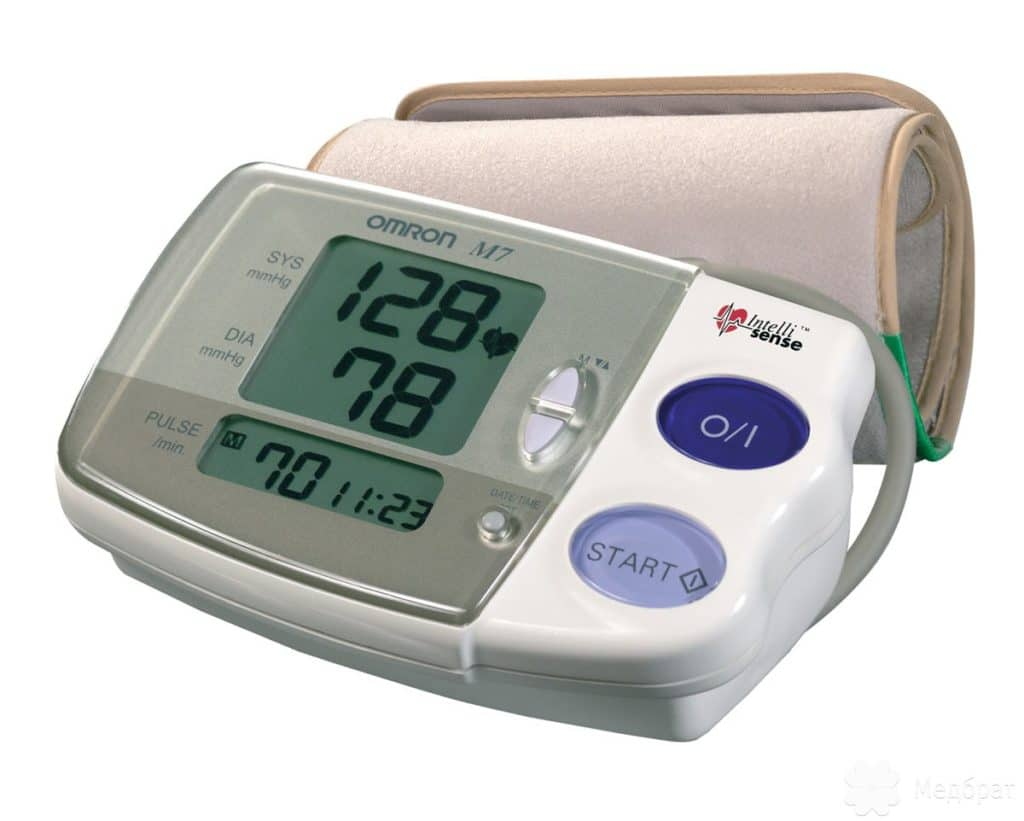 OMRON M7
SYS
mmHg
128
DIA
mmHg
78
PULSE
/min.
M
70 11:23
M
DATE/TIME
Intelli
sense
™
O/I
START
Медбрат